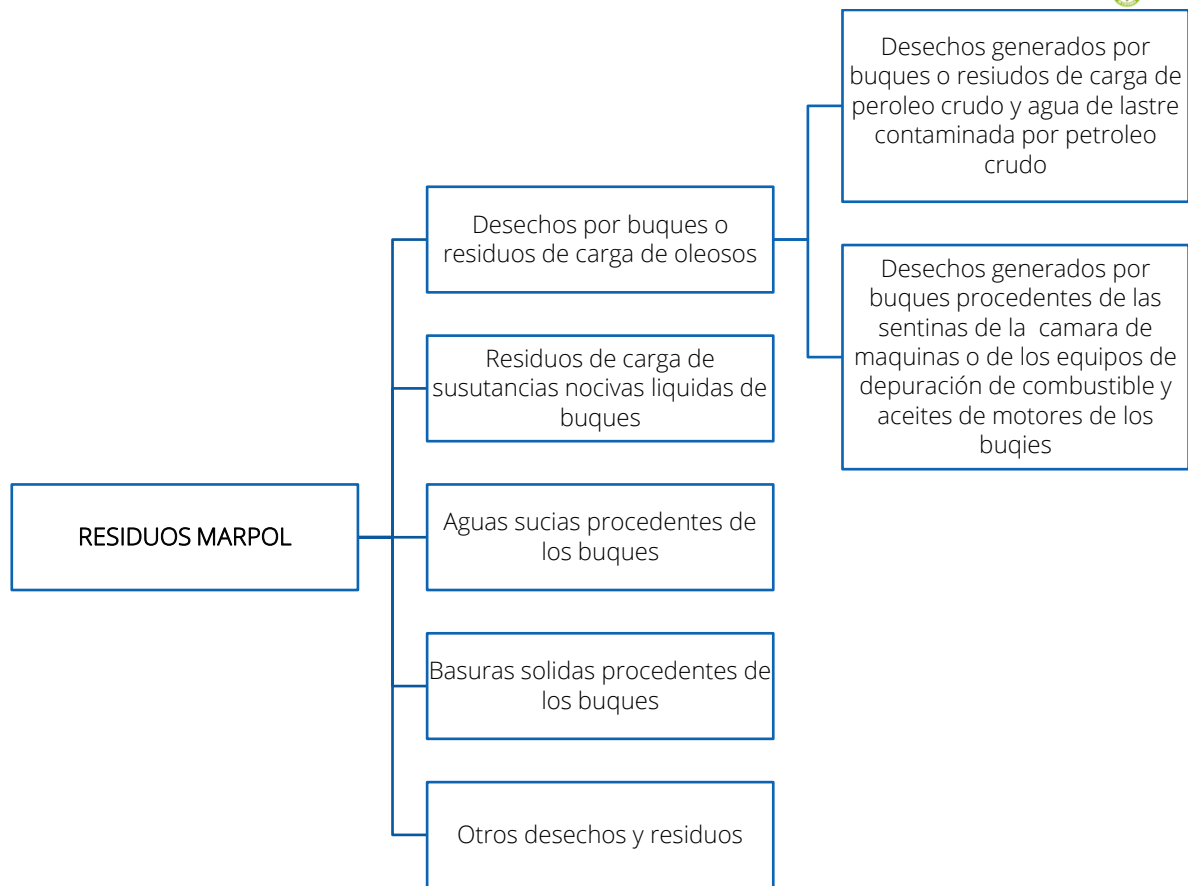 RESIDUOS MARPOL
Desechos por buques o
residuos de carga de oleosos
Desechos generados por
buques o resiudos de carga de
peroleo crudo y agua de lastre
contaminada por petroleo
crudo
Desechos generados por
buques procedentes de las
sentinas de la camara de
maquinas o de los equipos de
depuración de combustible y
aceites de motores de los
buqies
Residuos de carga de
susutancias nocivas liquidas de
buques
Aguas sucias procedentes de
los buques
Basuras solidas procedentes de
los buques
Otros desechos y residuos